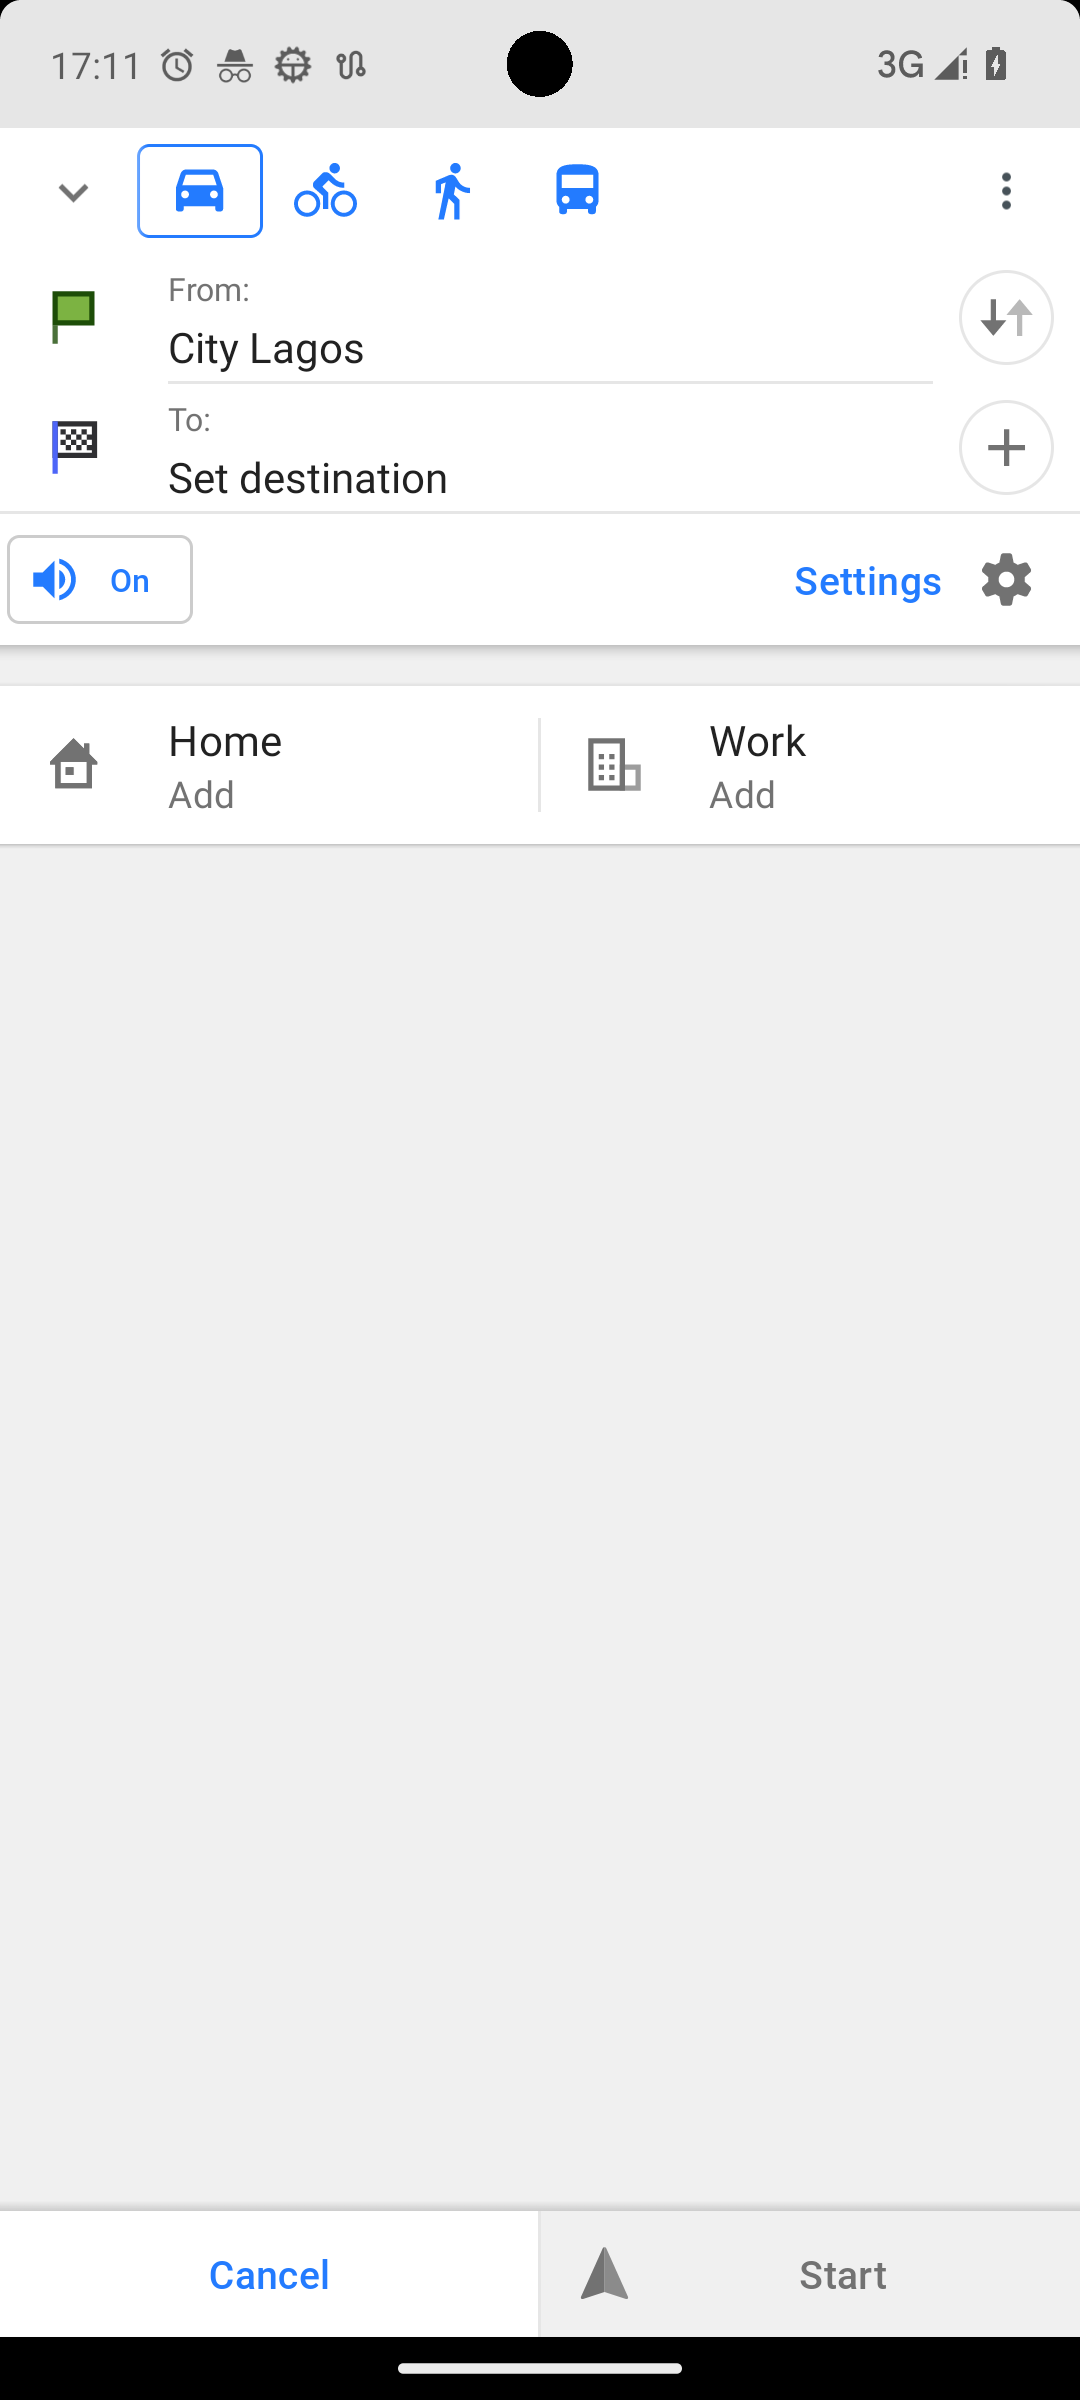 17:11
3G
From:
City Lagos
To:
Set destination
On
Settings
Home
Add
Work
Add
Cancel
Start